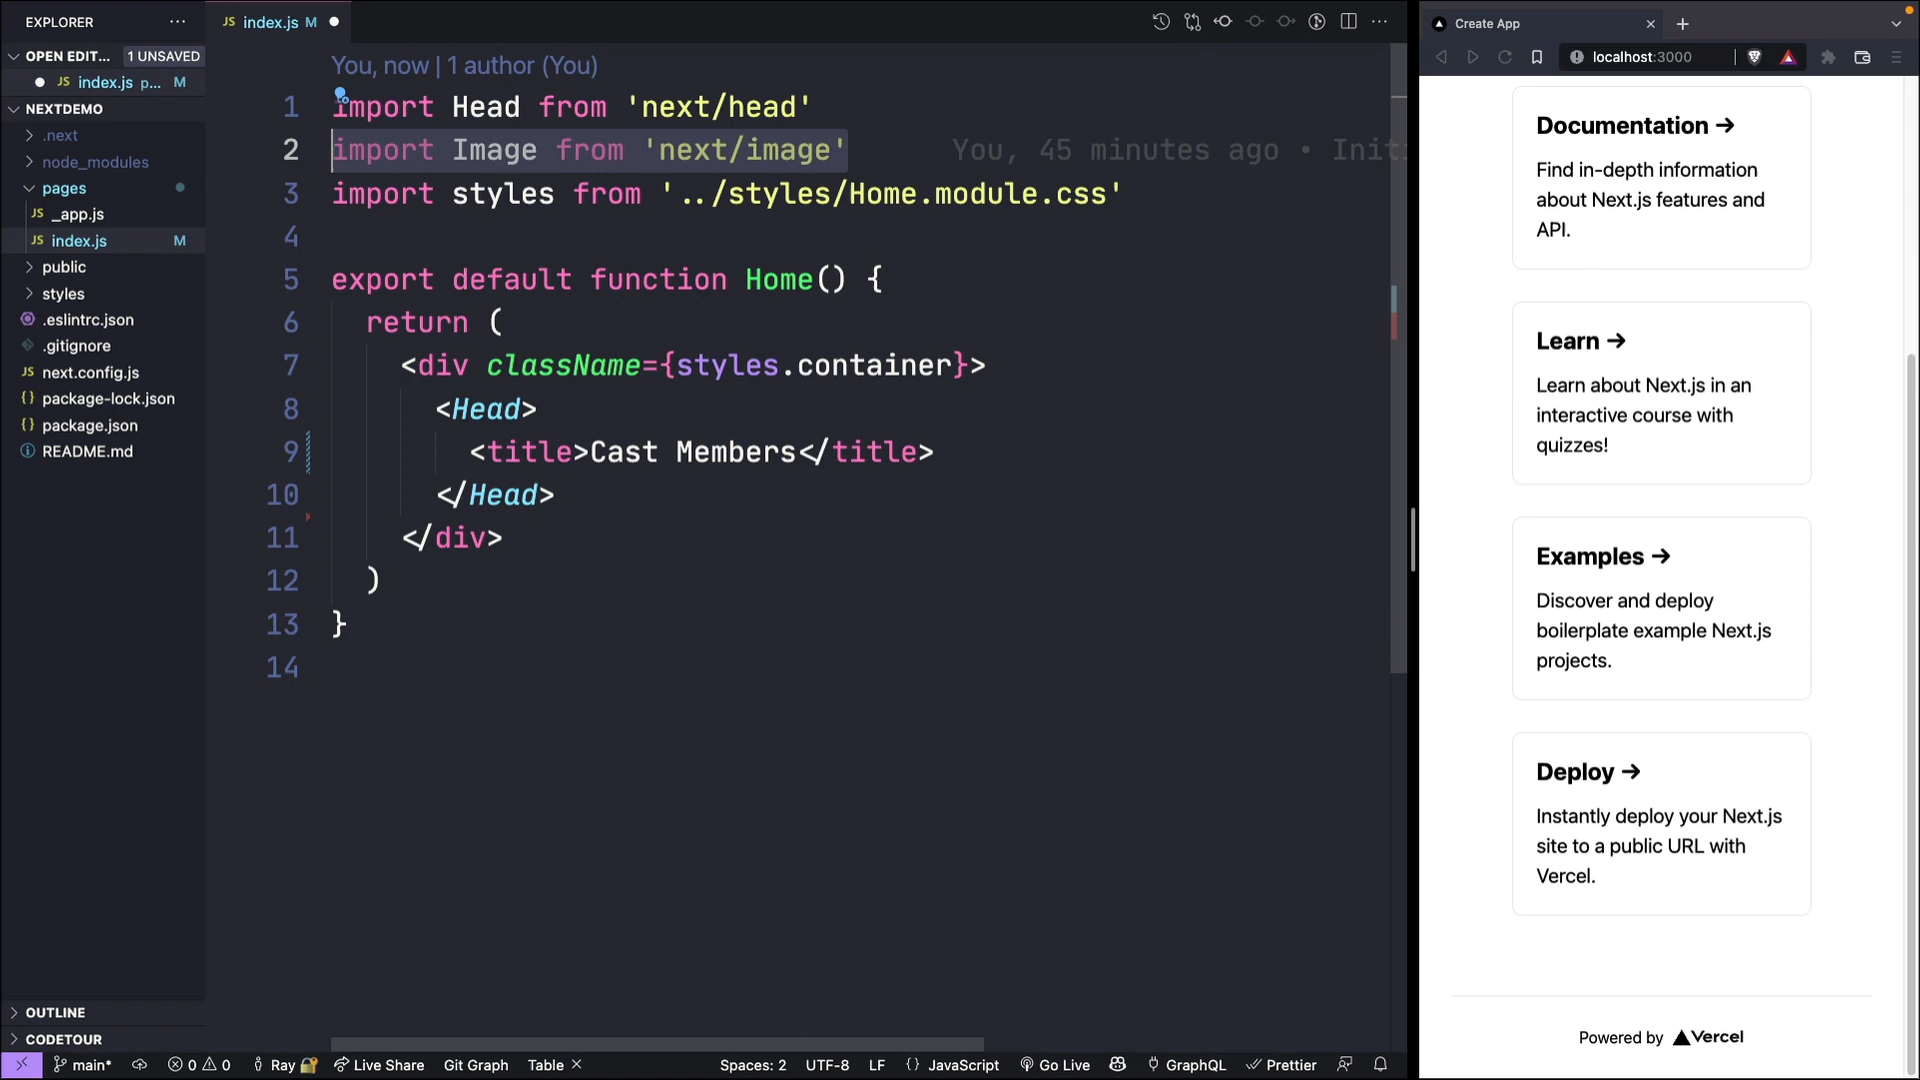 EXPLORER
OPEN EDIT... 1 UNSAVED
JS index.js p... M
NEXTDEMO
.next
node_modules
pages
JS _app.js
JS index.js M
public
styles
.eslintrc.json
.gitignore
JS next.config.js
{} package-lock.json
{} package.json
README.md
OUTLINE
CODETOUR
JS index.js M
You, now | 1 author (You)
1 import Head from 'next/head'
2 import Image from 'next/image' You, 45 minutes ago • Init
3 import styles from '../styles/Home.module.css'
4
5 export default function Home() {
6 return (
7 <div className={styles.container}>
8 <Head>
9 <title>Cast Members</title>
10 </Head>
11 </div>
12 )
13 }
14
main* 0 0 Ray Live Share Git Graph Table Spaces: 2 UTF-8 LF {} JavaScript Go Live GraphQL Prettier
Create App
localhost:3000
Documentation →
Find in-depth information
about Next.js features and
API.
Learn →
Learn about Next.js in an
interactive course with
quizzes!
Examples →
Discover and deploy
boilerplate example Next.js
projects.
Deploy →
Instantly deploy your Next.js
site to a public URL with
Vercel.
Powered by Vercel